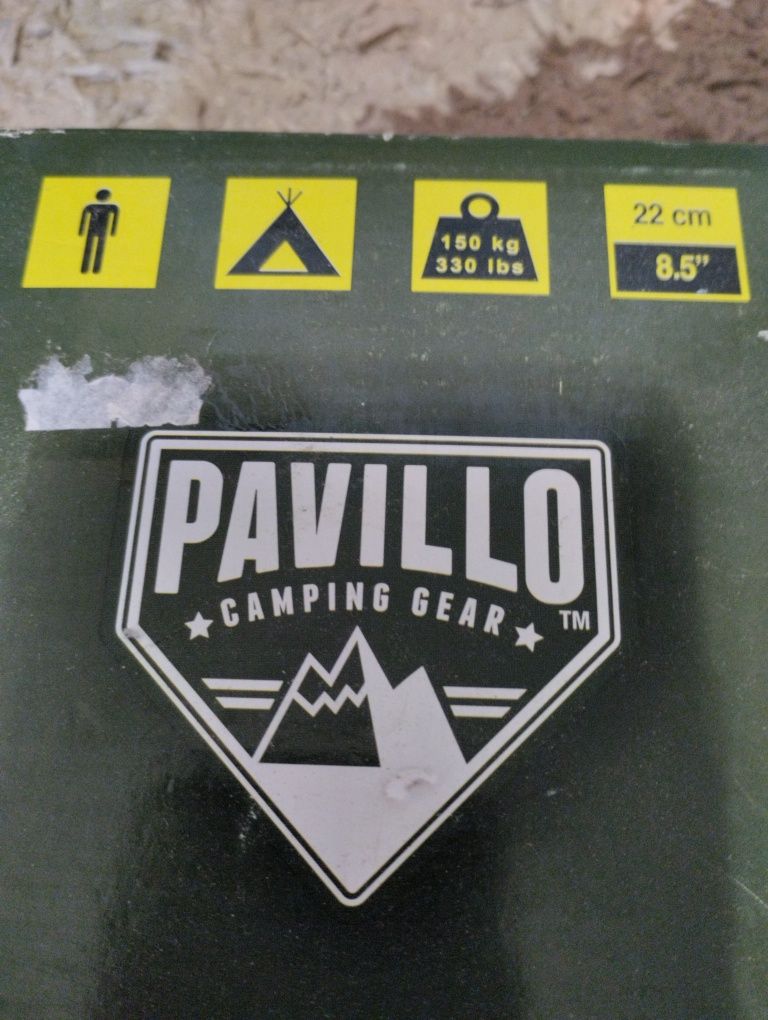 150 kg
330 lbs
22 cm
8.5”
PAVILLO
CAMPING GEAR
TM